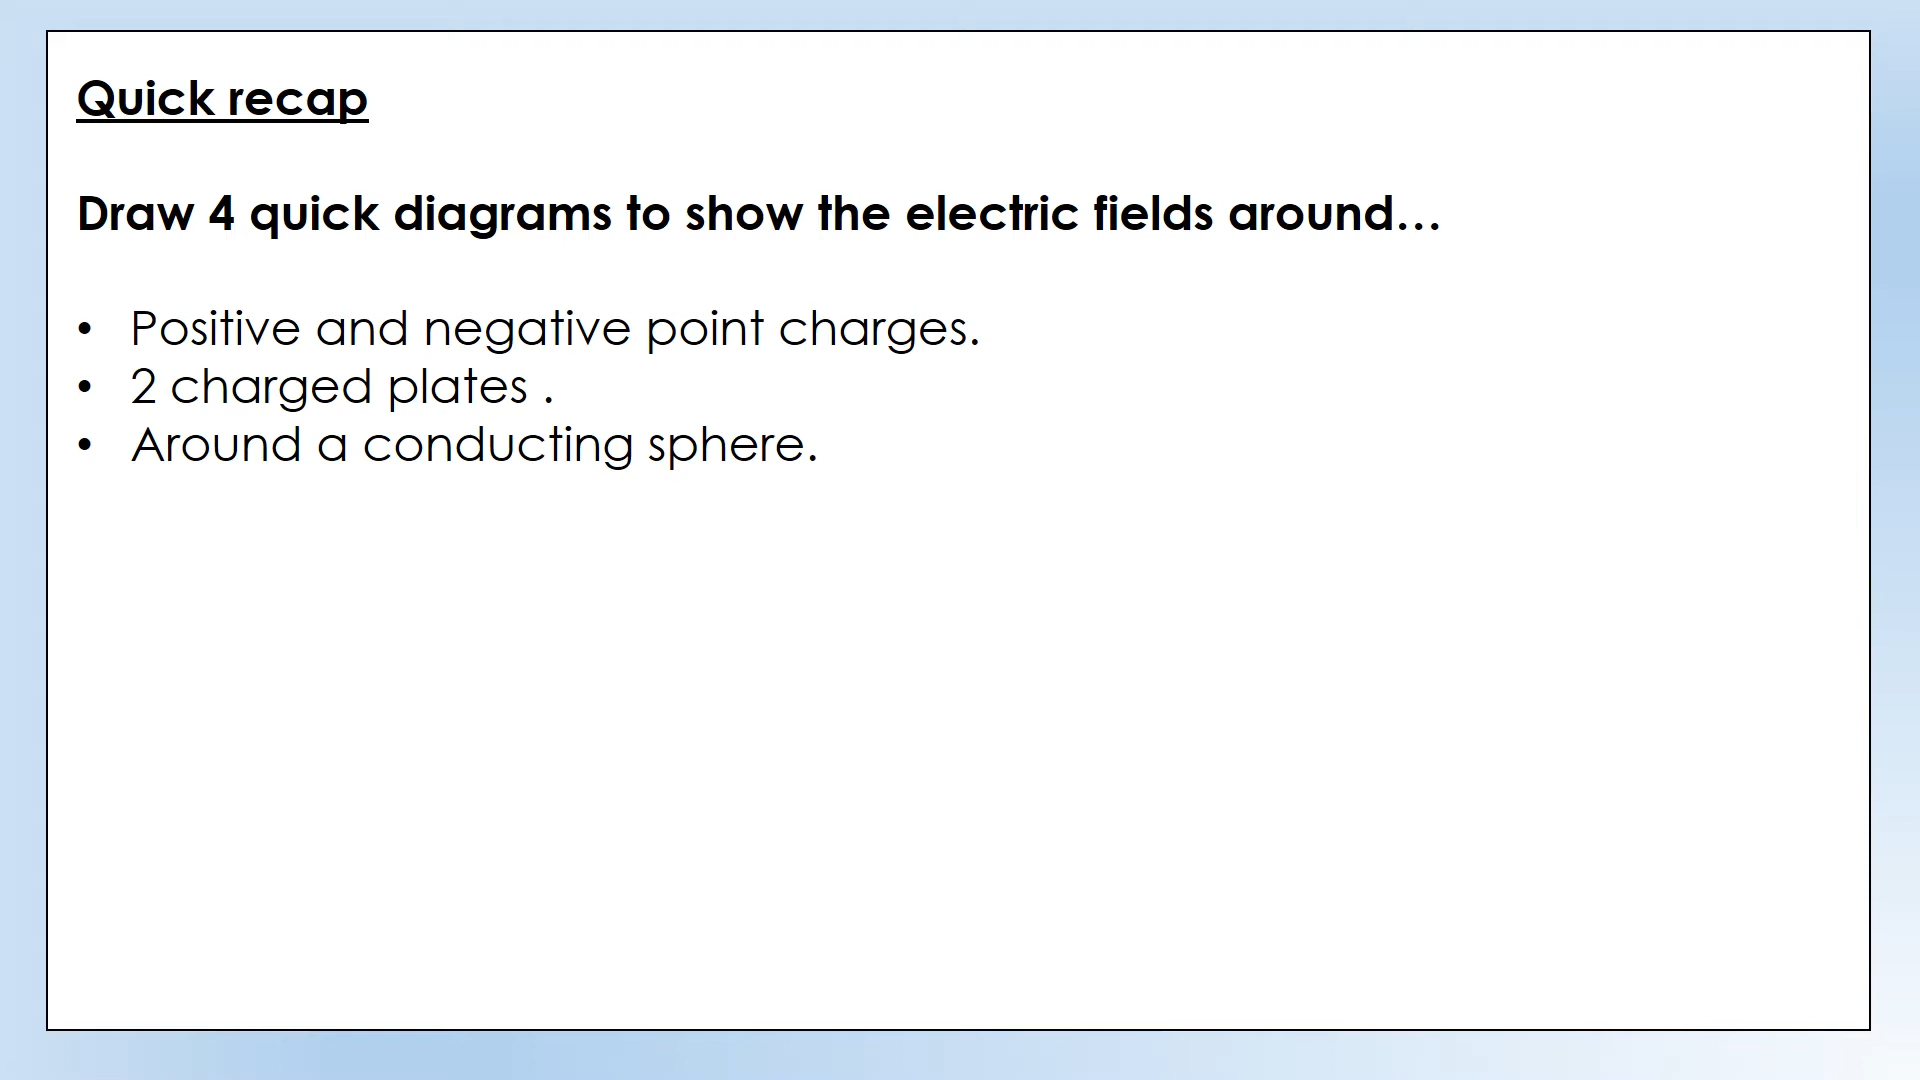 Quick recap
Draw 4 quick diagrams to show the electric fields around…
• Positive and negative point charges.
• 2 charged plates .
• Around a conducting sphere.